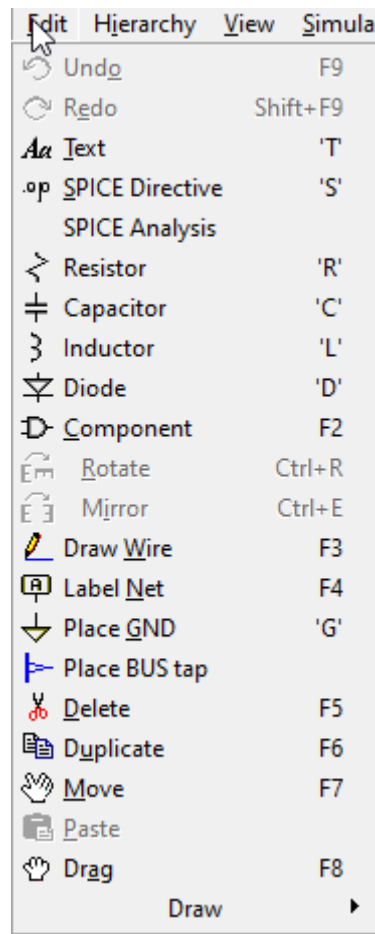 Edit Hierarchy View Simula
Undo F9
Redo Shift+F9
Aa Text 'T'
.op SPICE Directive 'S'
SPICE Analysis
Resistor 'R'
Capacitor 'C'
Inductor 'L'
Diode 'D'
Component F2
Rotate Ctrl+R
Mirror Ctrl+E
Draw Wire F3
A Label Net F4
Place GND 'G'
Place BUS tap
Delete F5
Duplicate F6
Move F7
Paste
Drag F8
Draw